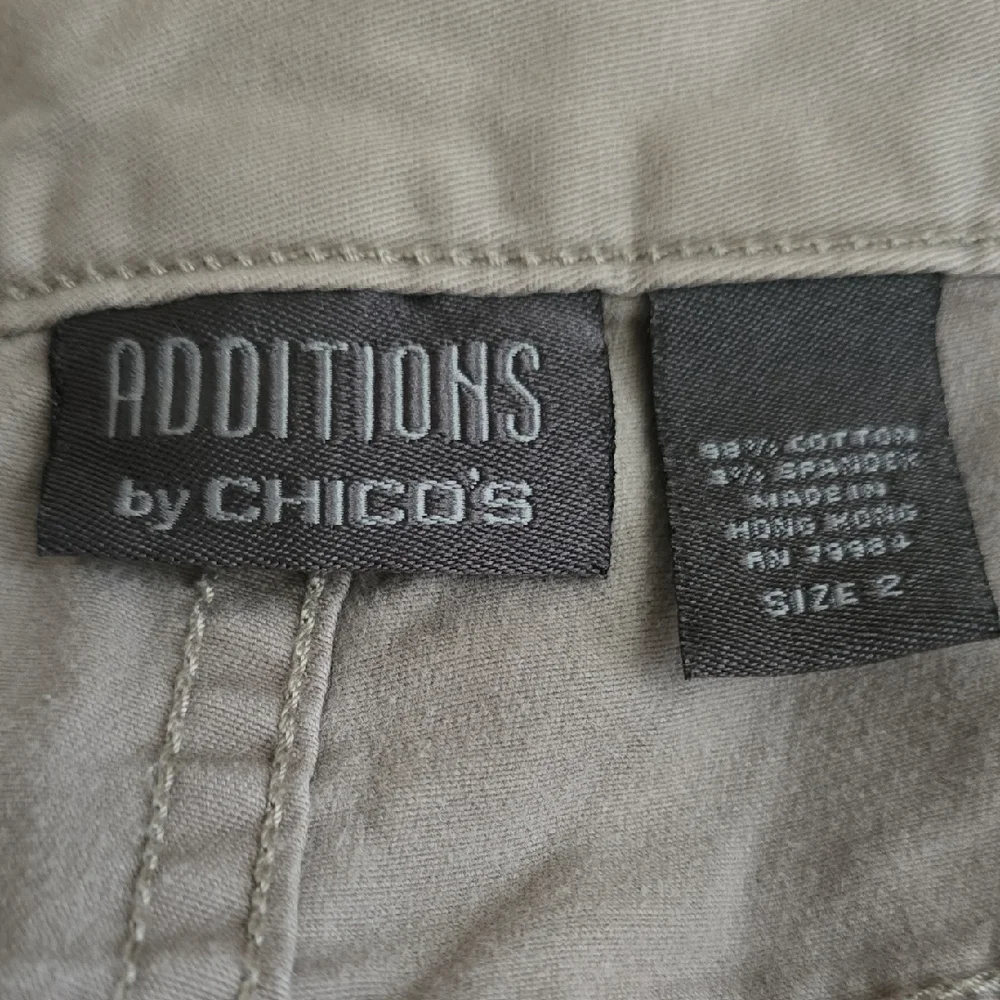 ADDITIONS
by CHICO'S
98% COTTON
2% SPANDEX
MADE IN
HONG KONG
RN 79984
SIZE 2